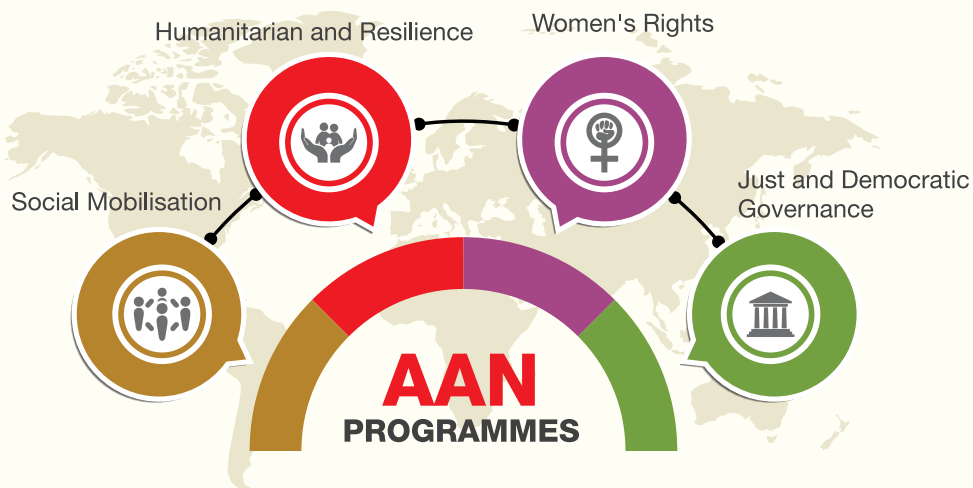 Humanitarian and Resilience
Women's Rights
Social Mobilisation
Just and Democratic
Governance
AAN
PROGRAMMES